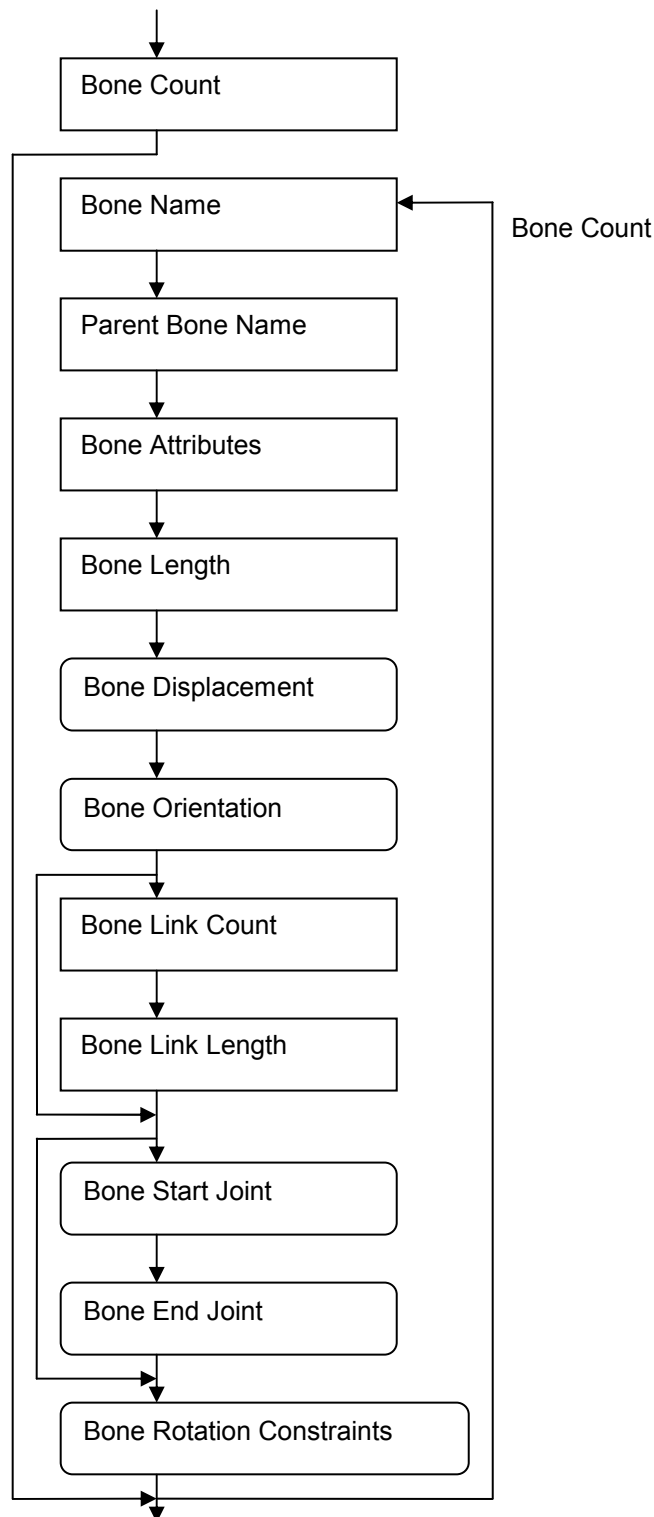 Bone Count
Bone Name
Bone Count
Parent Bone Name
Bone Attributes
Bone Length
Bone Displacement
Bone Orientation
Bone Link Count
Bone Link Length
Bone Start Joint
Bone End Joint
Bone Rotation Constraints